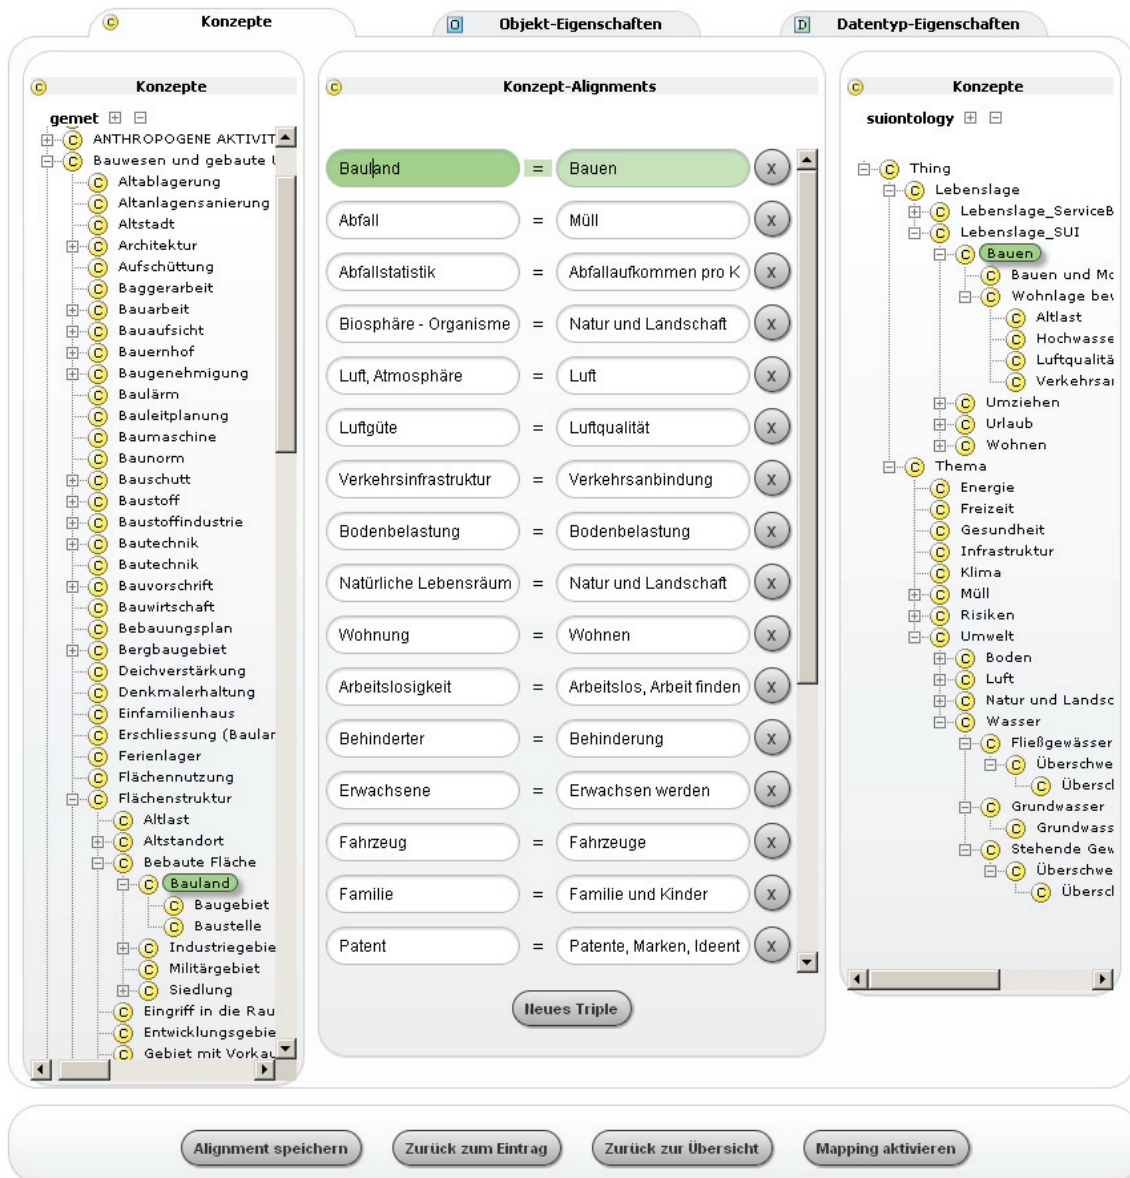 Konzepte
Objekt-Eigenschaften
Datentyp-Eigenschaften
Konzepte
gemet
ANTHROPOGENE AKTIVIT
Bauwesen und gebaute U
Altablagerung
Altanlagensanierung
Altstadt
Architektur
Aufschüttung
Baggerarbeit
Bauarbeit
Bauaufsicht
Bauernhof
Baugenehmigung
Baulärm
Bauleitplanung
Baumaschine
Baunorm
Bauschutt
Baustoff
Baustoffindustrie
Bautechnik
Bautechnik
Bauvorschrift
Bauwirtschaft
Bebauungsplan
Bergbaugebiet
Deichverstärkung
Denkmalerhaltung
Einfamilienhaus
Erschliessung (Baular
Ferienlager
Flächennutzung
Flächenstruktur
Altlast
Altstandort
Bebaute Fläche
Bauland
Baugebiet
Baustelle
Industriegebie
Militärgebiet
Siedlung
Eingriff in die Rau
Entwicklungsgebie
Gebiet mit Vorkau
Konzept-Alignments
Bauland = Bauen X
Abfall = Müll X
Abfallstatistik = Abfallaufkommen pro K X
Biosphäre - Organisme = Natur und Landschaft X
Luft, Atmosphäre = Luft X
Luftgüte = Luftqualität X
Verkehrsinfrastruktur = Verkehrsanbindung X
Bodenbelastung = Bodenbelastung X
Natürliche Lebensräum = Natur und Landschaft X
Wohnung = Wohnen X
Arbeitslosigkeit = Arbeitslos, Arbeit finden X
Behinderter = Behinderung X
Erwachsene = Erwachsen werden X
Fahrzeug = Fahrzeuge X
Familie = Familie und Kinder X
Patent = Patente, Marken, Ideent X
Neues Triple
Konzepte
suiontology
Thing
Lebenslage
Lebenslage_ServiceB
Lebenslage_SUI
Bauen
Bauen und Mo
Wohnlage bew
Altlast
Hochwasse
Luftqualitä
Verkehrsan
Umziehen
Urlaub
Wohnen
Thema
Energie
Freizeit
Gesundheit
Infrastruktur
Klima
Müll
Risiken
Umwelt
Boden
Luft
Natur und Landsc
Wasser
Fließgewässer
Überschwe
Übersch
Grundwasser
Grundwass
Stehende Gew
Überschwe
Übersch
Alignment speichern
Zurück zum Eintrag
Zurück zur Übersicht
Mapping aktivieren